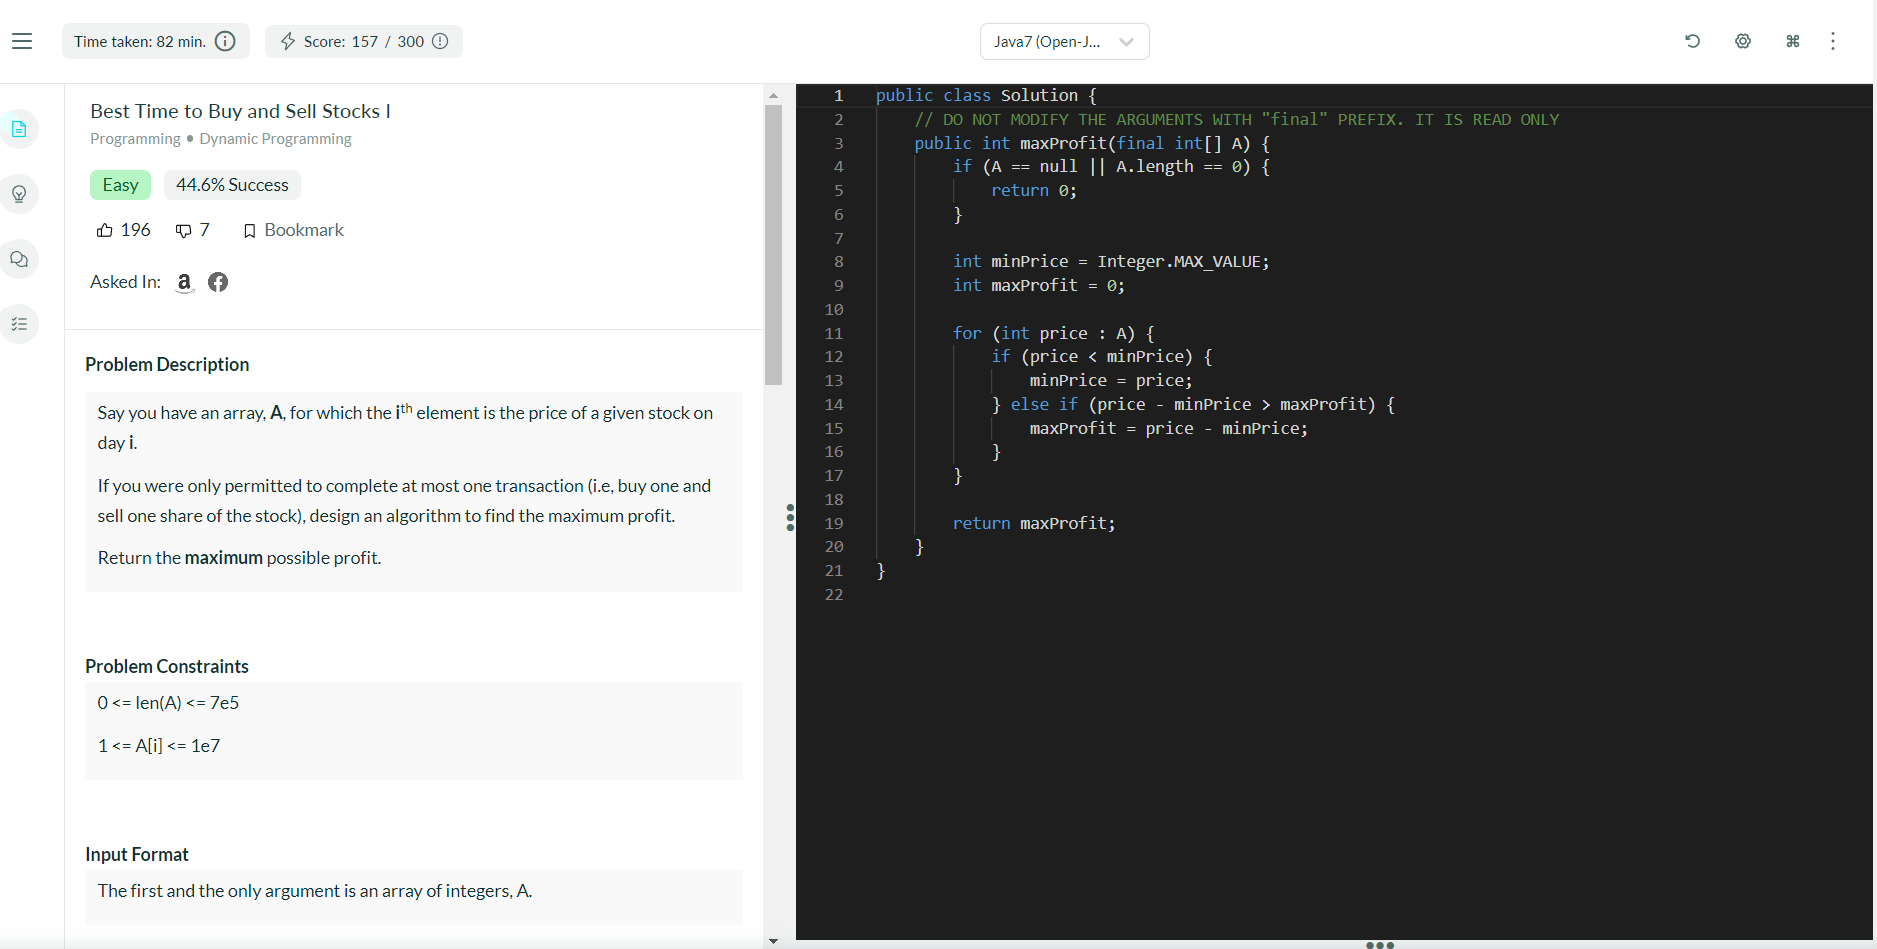 Time taken: 82 min.
Score: 157 / 300
Java7 (Open-J...
Best Time to Buy and Sell Stocks I
Programming • Dynamic Programming
Easy
44.6% Success
196
7
Bookmark
Asked In:
Problem Description
Say you have an array, A, for which the ith element is the price of a given stock on
day i.
If you were only permitted to complete at most one transaction (i.e, buy one and
sell one share of the stock), design an algorithm to find the maximum profit.
Return the maximum possible profit.
Problem Constraints
0 <= len(A) <= 7e5
1 <= A[i] <= 1e7
Input Format
The first and the only argument is an array of integers, A.
1 public class Solution {
2     // DO NOT MODIFY THE ARGUMENTS WITH "final" PREFIX. IT IS READ ONLY
3     public int maxProfit(final int[] A) {
4         if (A == null || A.length == 0) {
5             return 0;
6         }
7
8         int minPrice = Integer.MAX_VALUE;
9         int maxProfit = 0;
10
11         for (int price : A) {
12             if (price < minPrice) {
13                 minPrice = price;
14             } else if (price - minPrice > maxProfit) {
15                 maxProfit = price - minPrice;
16             }
17         }
18
19         return maxProfit;
20     }
21 }
22